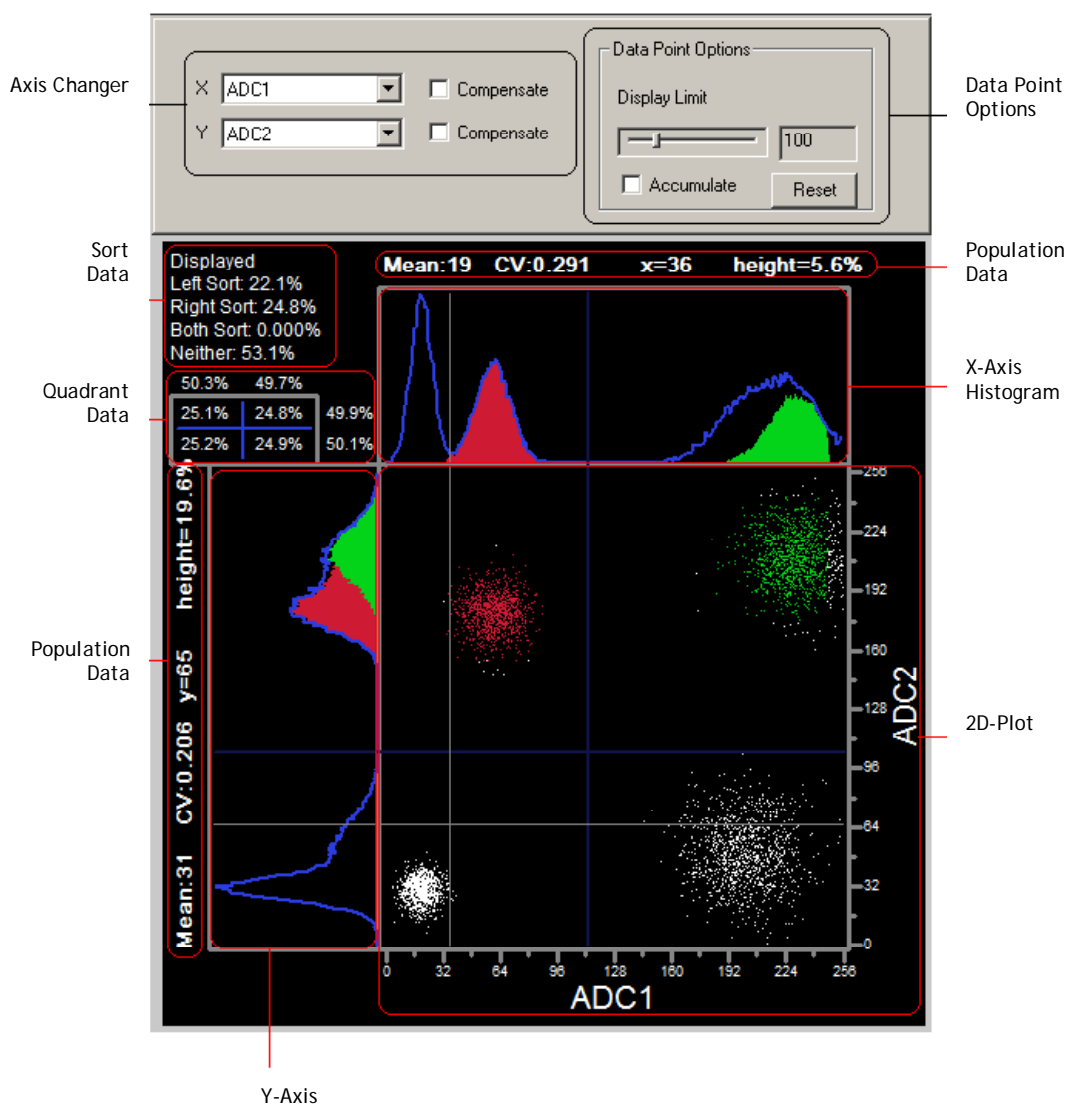 Axis Changer
X ADC1 Compensate
Y ADC2 Compensate
Data Point Options
Display Limit
100
Accumulate Reset
Data Point
Options
Sort
Data
Displayed
Left Sort: 22.1%
Right Sort: 24.8%
Both Sort: 0.000%
Neither: 53.1%
Mean:19 CV:0.291 x=36 height=5.6%
Population
Data
Quadrant
Data
50.3% 49.7%
25.1% 24.8% 49.9%
25.2% 24.9% 50.1%
X-Axis
Histogram
Population
Data
Mean:31 CV:0.206 y=65 height=19.6%
256
224
192
160
128
96
64
32
0
ADC2
2D-Plot
0 32 64 96 128 160 192 224 256
ADC1
Y-Axis